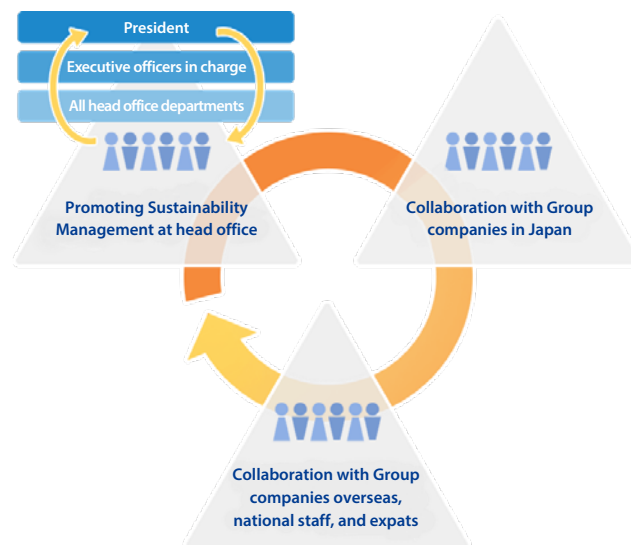 President
Executive officers in charge
All head office departments
Promoting Sustainability
Management at head office
Collaboration with Group
companies in Japan
Collaboration with Group
companies overseas,
national staff, and expats